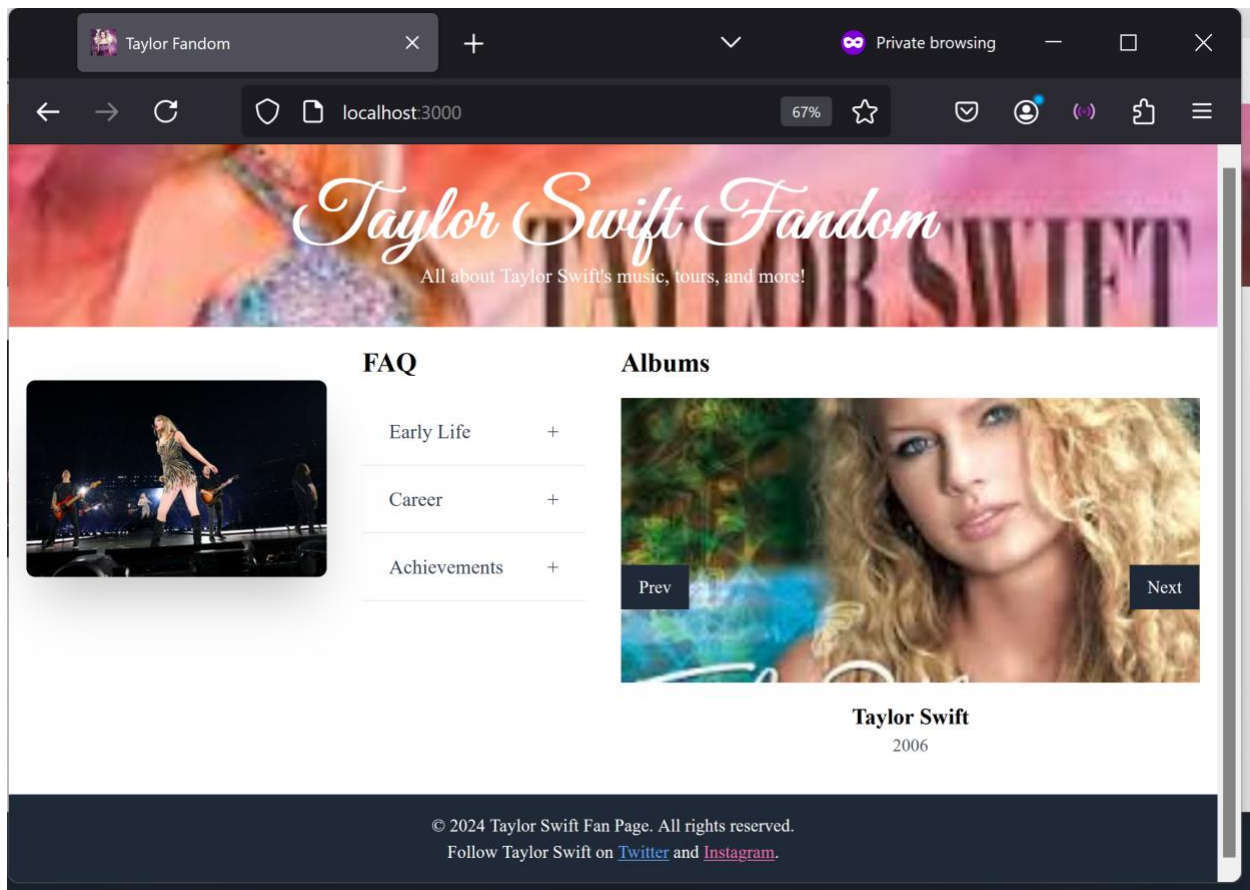 Taylor Fandom
Private browsing
localhost:3000
67%
Taylor Swift Fandom
TAYLOR SWIFT
All about Taylor Swift's music, tours, and more!
FAQ
Early Life +
Career +
Achievements +
Albums
Prev
Next
Taylor Swift
2006
© 2024 Taylor Swift Fan Page. All rights reserved.
Follow Taylor Swift on Twitter and Instagram.